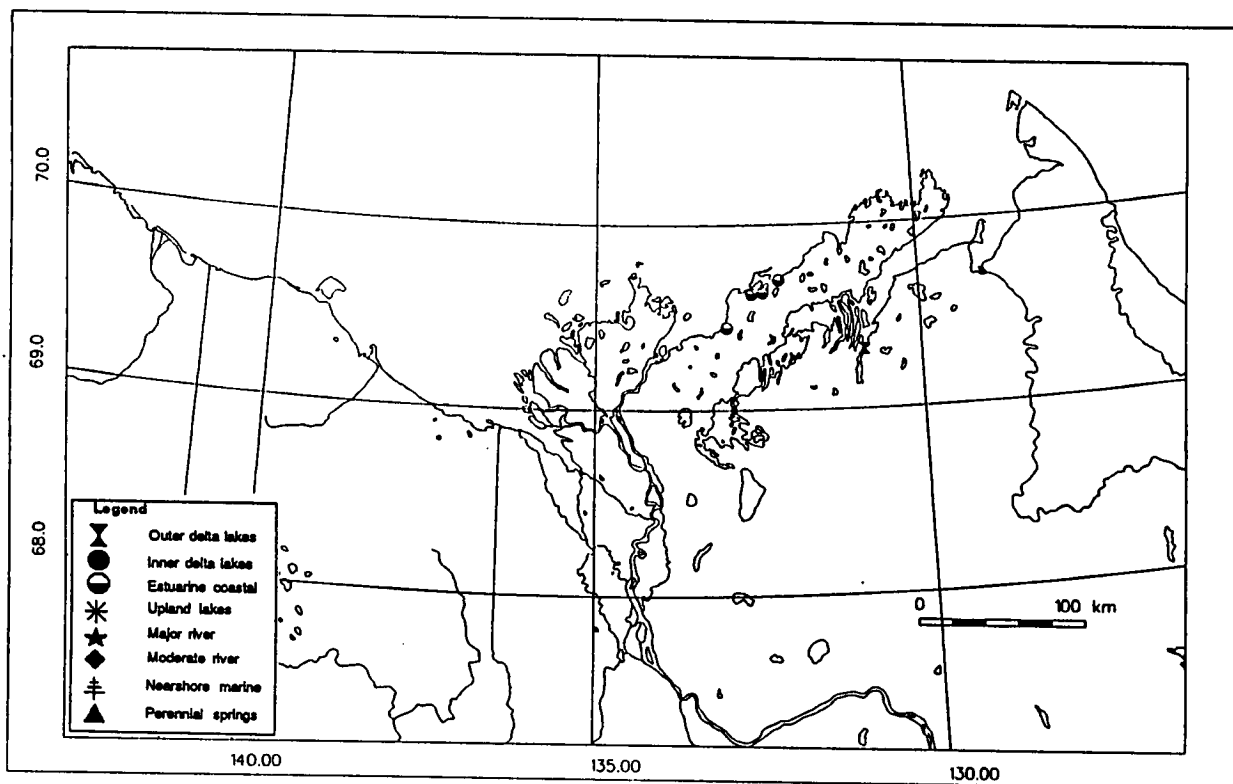 70.0
69.0
68.0
Legend
Outer delta lakes
Inner delta lakes
Estuarine coastal
Upland lakes
Major river
Moderate river
Nearshore marine
Perennial springs
0 100 km
140.00 135.00 130.00